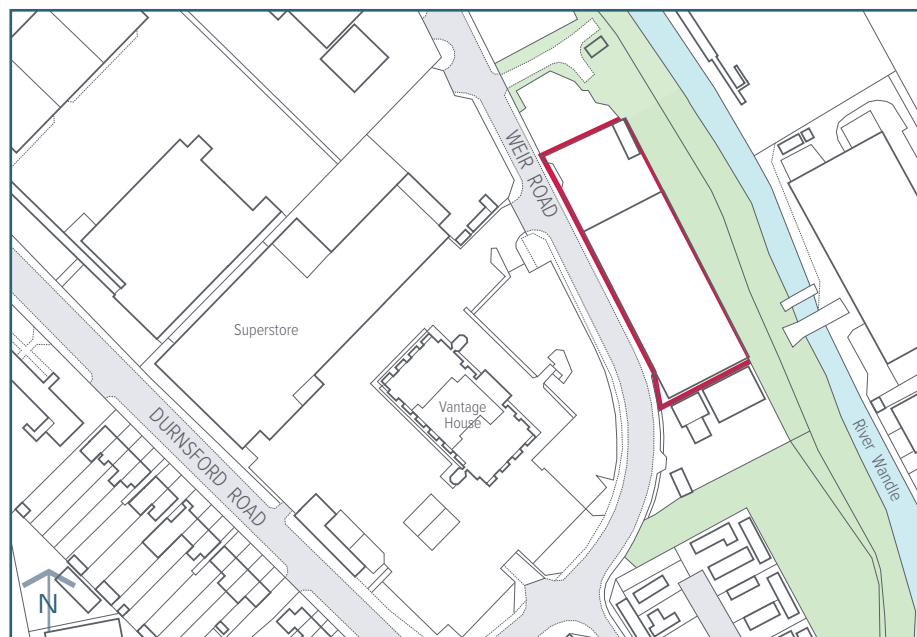 WEIR ROAD
Superstore
Vantage
House
DURNSFORD ROAD
River Wandle
N